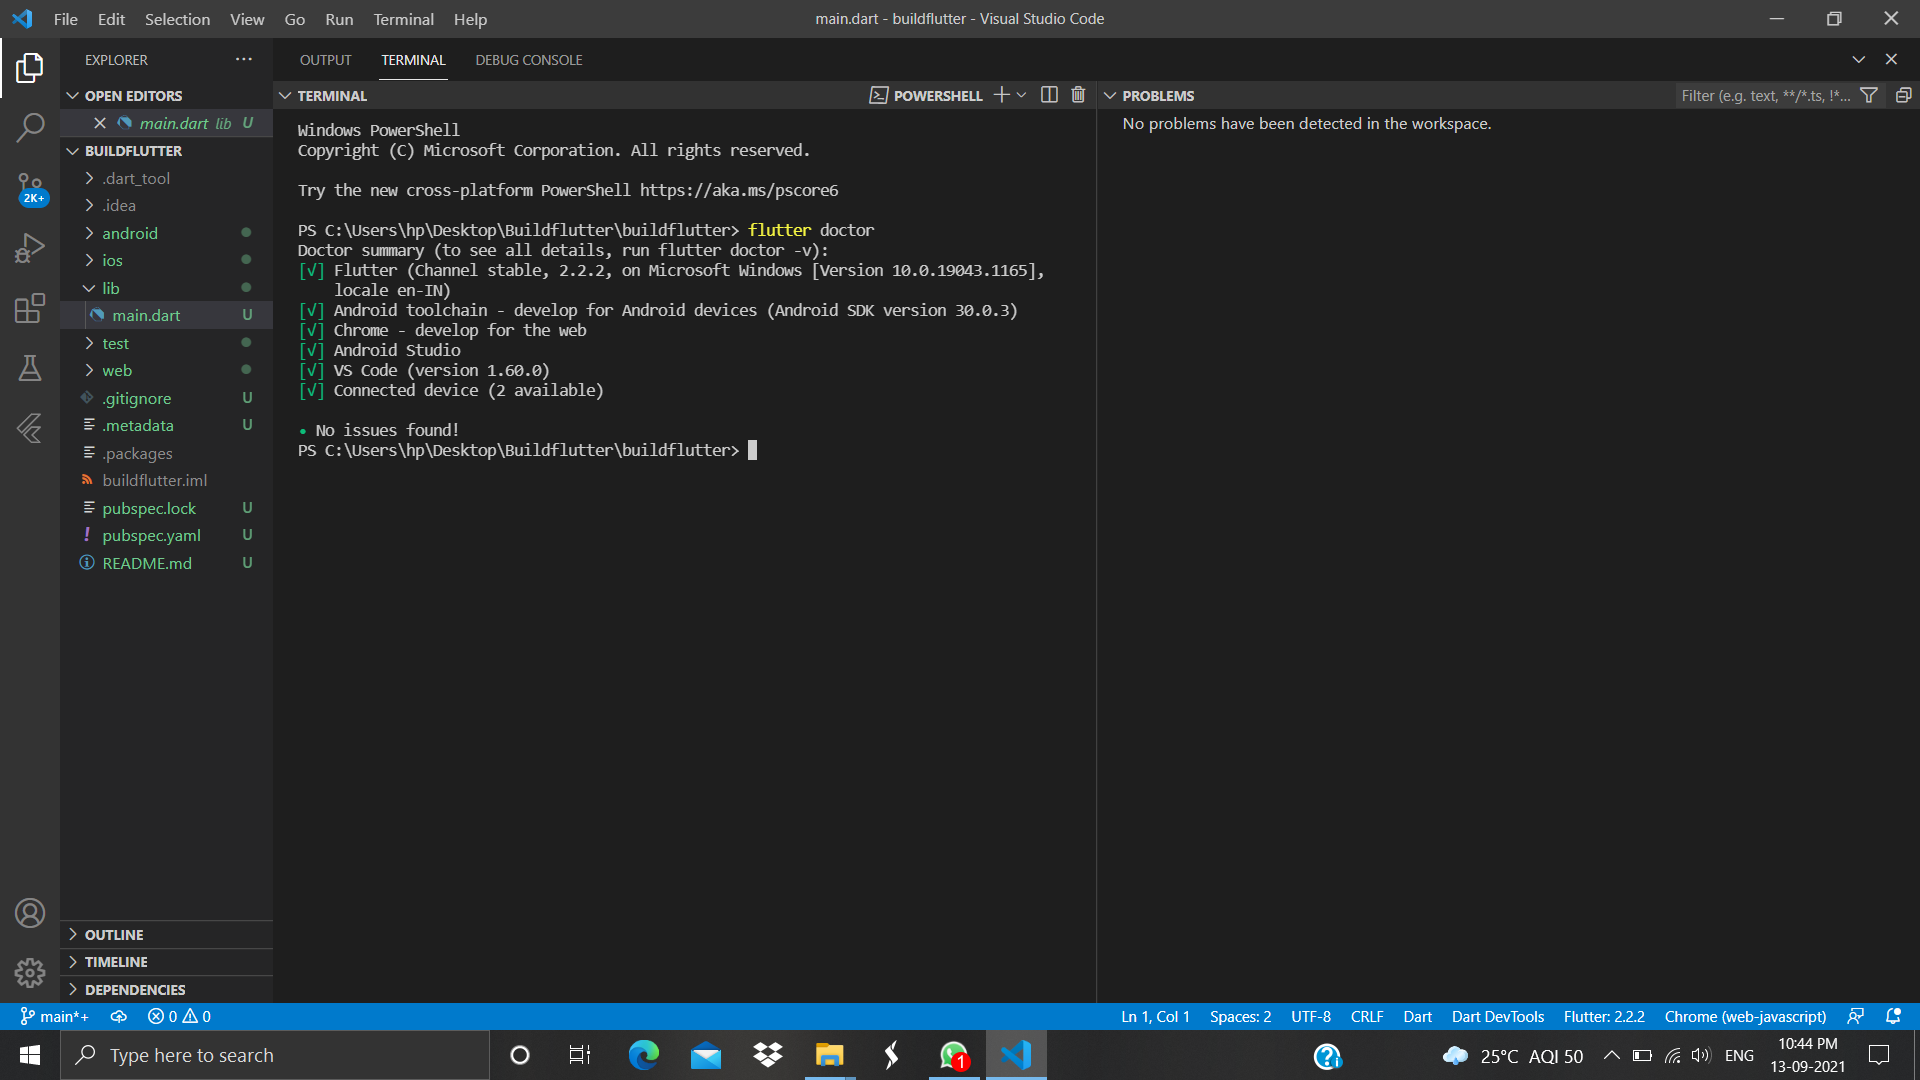 File Edit Selection View Go Run Terminal Help
main.dart - buildflutter - Visual Studio Code
EXPLORER
OPEN EDITORS
main.dart lib U
BUILDFLUTTER
.dart_tool
.idea
android
ios
lib
main.dart U
test
web
.gitignore U
.metadata U
.packages
buildflutter.iml
pubspec.lock U
! pubspec.yaml U
README.md U
OUTLINE
TIMELINE
DEPENDENCIES
2K+
OUTPUT TERMINAL DEBUG CONSOLE
TERMINAL
POWERSHELL
Windows PowerShell
Copyright (C) Microsoft Corporation. All rights reserved.
Try the new cross-platform PowerShell https://aka.ms/pscore6
PS C:\Users\hp\Desktop\Buildflutter\buildflutter> flutter doctor
Doctor summary (to see all details, run flutter doctor -v):
[√] Flutter (Channel stable, 2.2.2, on Microsoft Windows [Version 10.0.19043.1165],
locale en-IN)
[√] Android toolchain - develop for Android devices (Android SDK version 30.0.3)
[√] Chrome - develop for the web
[√] Android Studio
[√] VS Code (version 1.60.0)
[√] Connected device (2 available)
• No issues found!
PS C:\Users\hp\Desktop\Buildflutter\buildflutter>
PROBLEMS
Filter (e.g. text, **/*.ts, !*...
No problems have been detected in the workspace.
main*+ 0 0
Ln 1, Col 1 Spaces: 2 UTF-8 CRLF Dart Dart DevTools Flutter: 2.2.2 Chrome (web-javascript)
Type here to search
1
25°C AQI 50
ENG
10:44 PM
13-09-2021